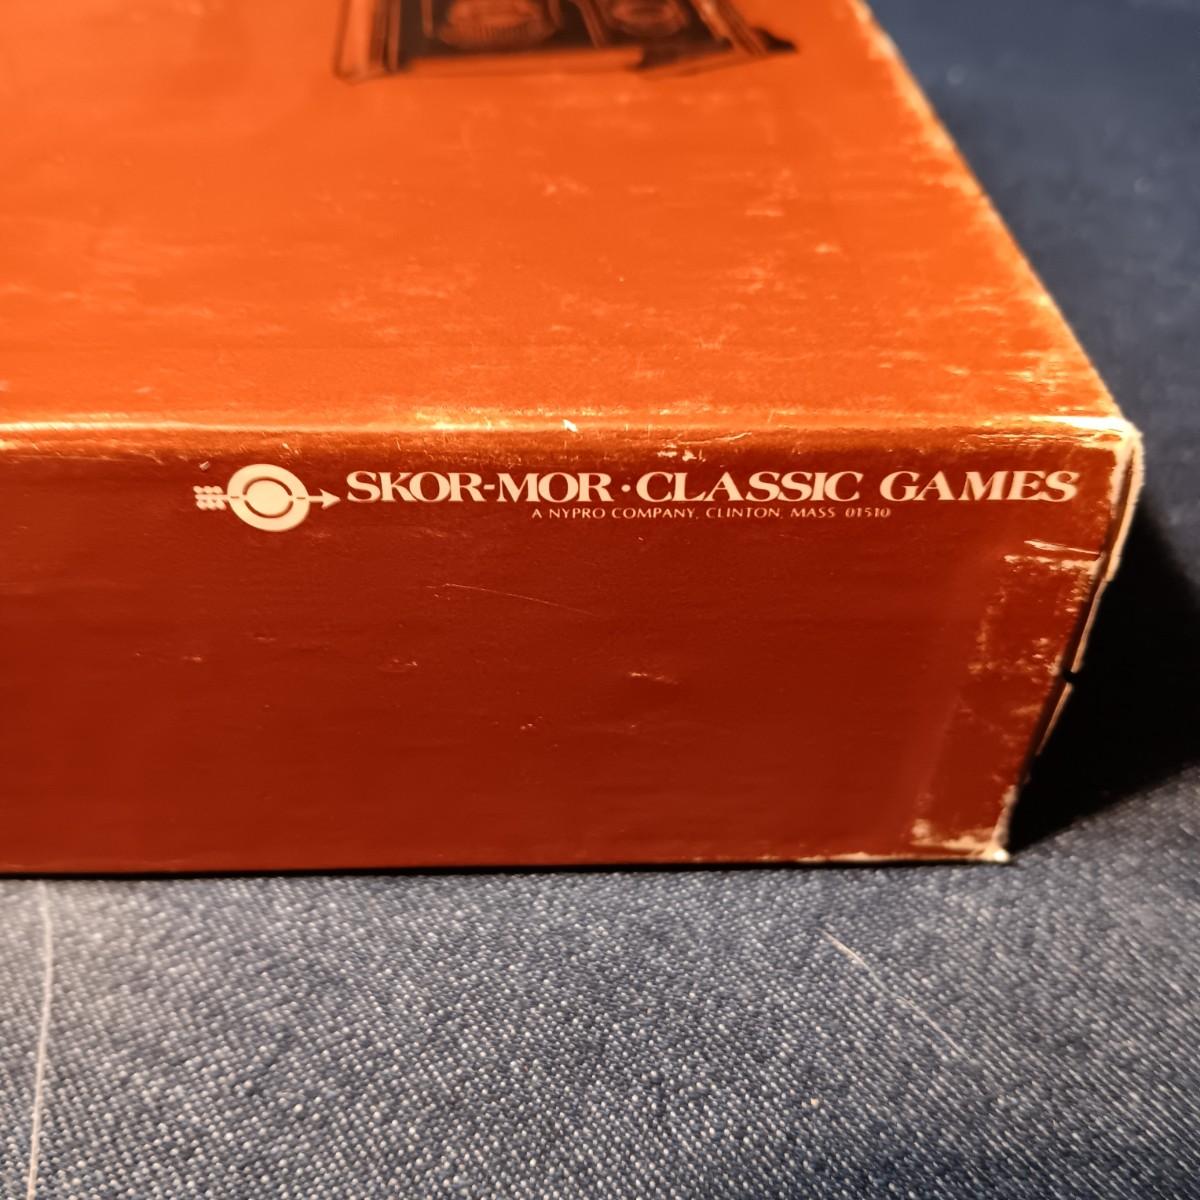 SKOR-MOR · CLASSIC GAMES
A NYPRO COMPANY, CLINTON, MASS 01510